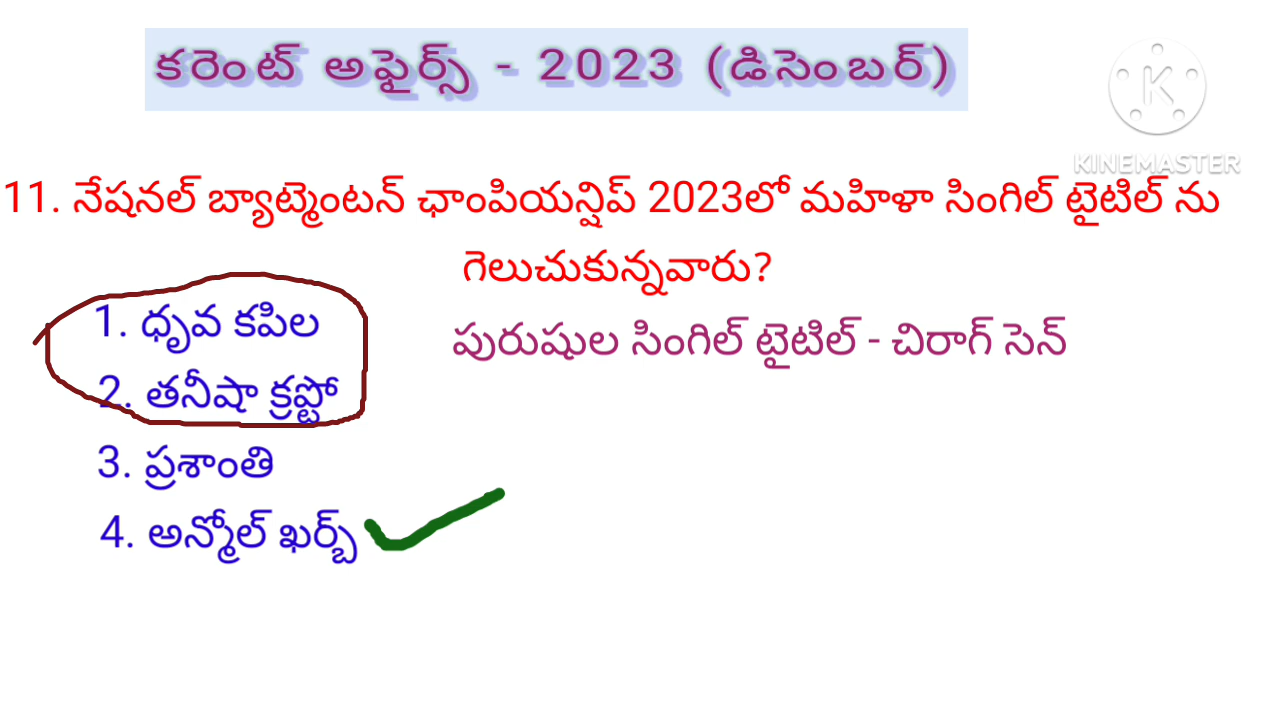 కరెంట్ అఫైర్స్ - 2023 (డిసెంబర్)
K
KINEMASTER
11. నేషనల్ బ్యాట్మెంటన్ ఛాంపియన్షిప్ 2023లో మహిళా సింగిల్ టైటిల్ ను
గెలుచుకున్నవారు?
1. ధృవ కపిల
పురుషుల సింగిల్ టైటిల్ - చిరాగ్ సెన్
2. తనీషా క్రప్టో
3. ప్రశాంతి
4. అన్మోల్ ఖర్బ్